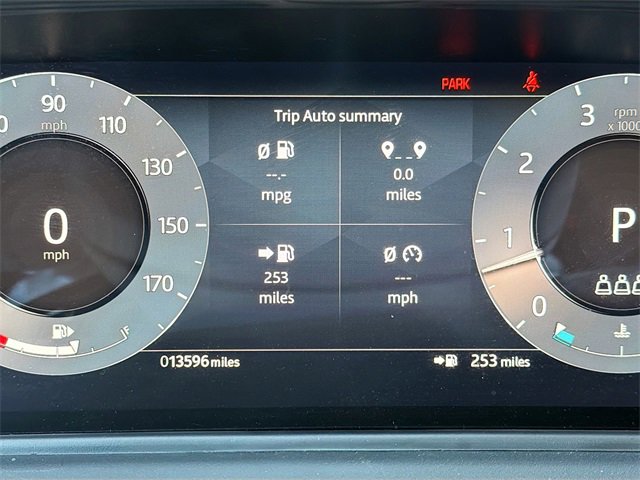 PARK
Trip Auto summary
90
mph
110
130
150
170
0
mph
F
--.-
mpg
0.0
miles
253
miles
---
mph
3
2
1
0
rpm
x 1000
P
013596 miles
253 miles